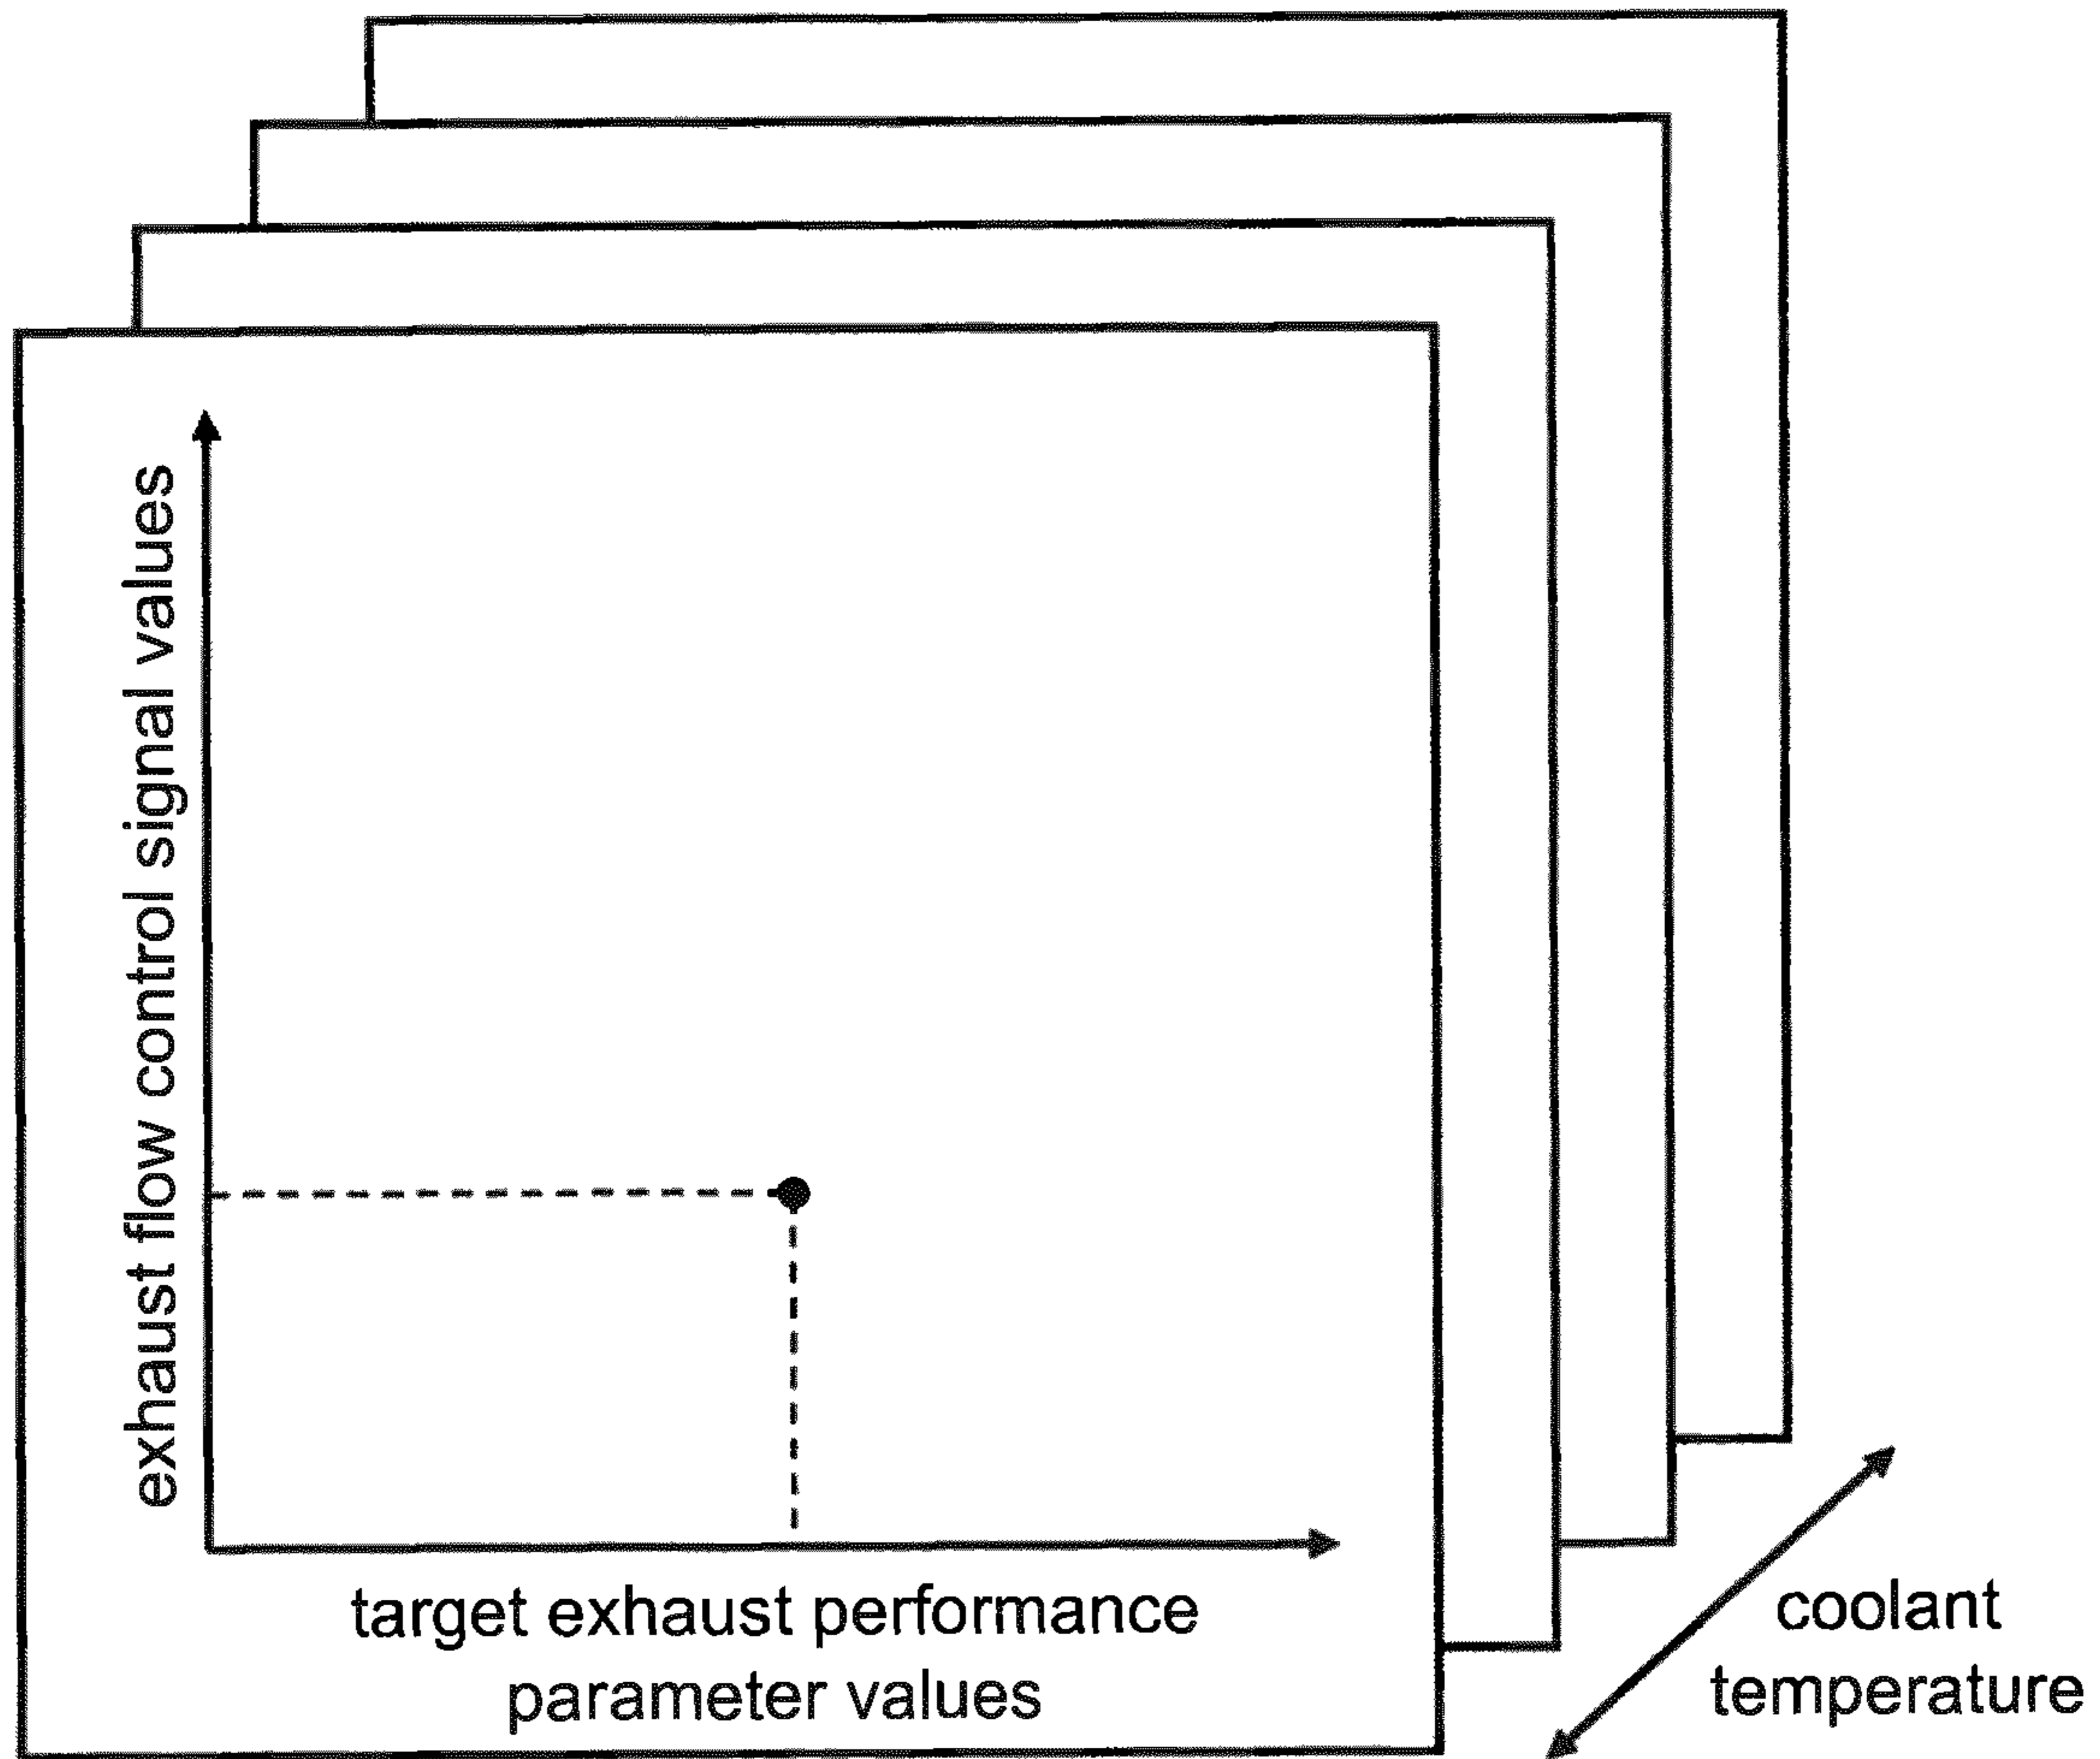 exhaust flow control signal values
target exhaust performance
parameter values
coolant
temperature